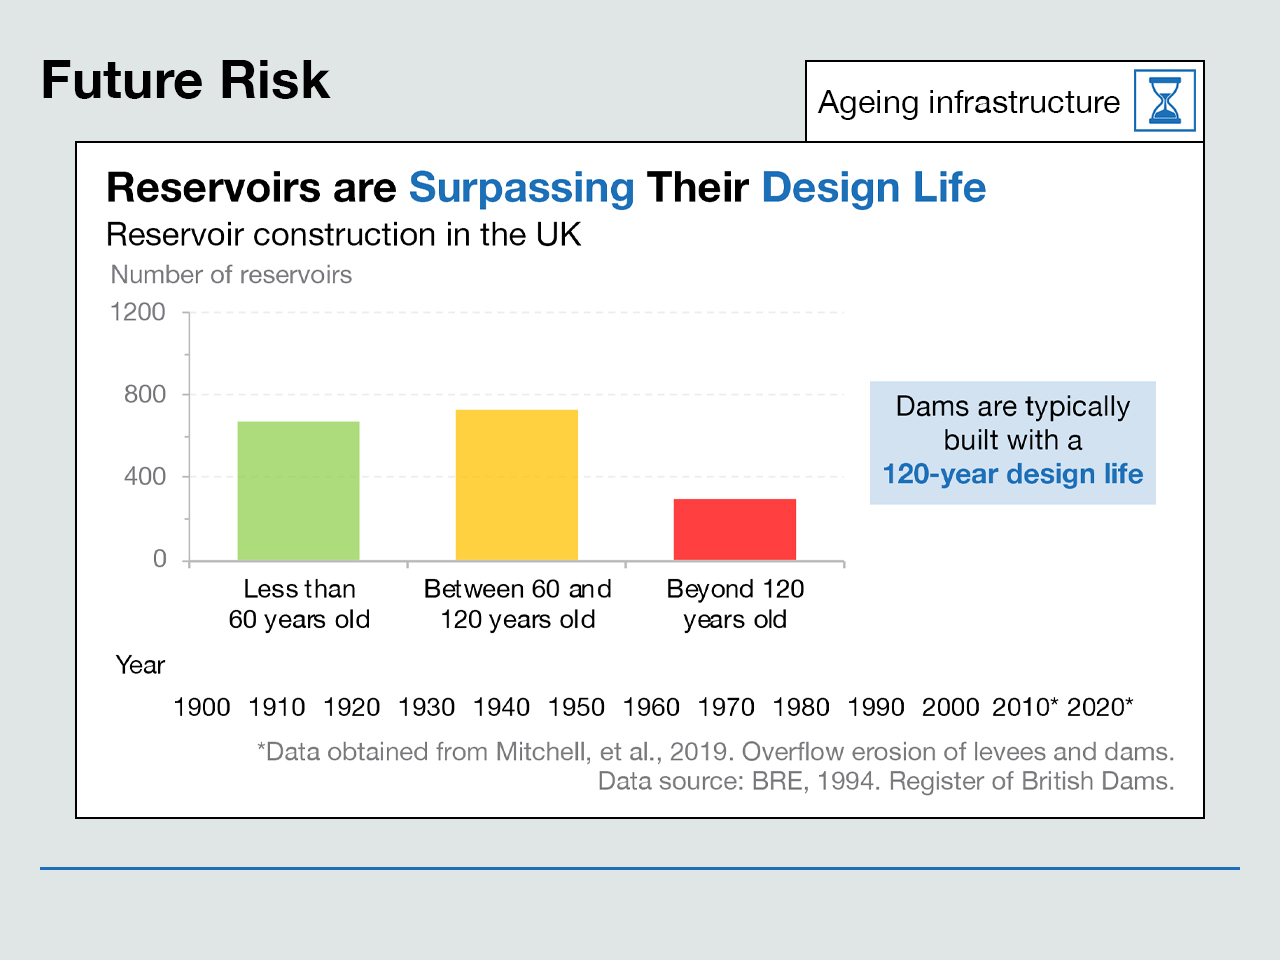 Future Risk
Ageing infrastructure
Reservoirs are Surpassing Their Design Life
Reservoir construction in the UK
Number of reservoirs
1200
800
400
0
Less than
60 years old
Between 60 and
120 years old
Beyond 120
years old
Dams are typically
built with a
120-year design life
Year
1900 1910 1920 1930 1940 1950 1960 1970 1980 1990 2000 2010* 2020*
*Data obtained from Mitchell, et al., 2019. Overflow erosion of levees and dams.
Data source: BRE, 1994. Register of British Dams.